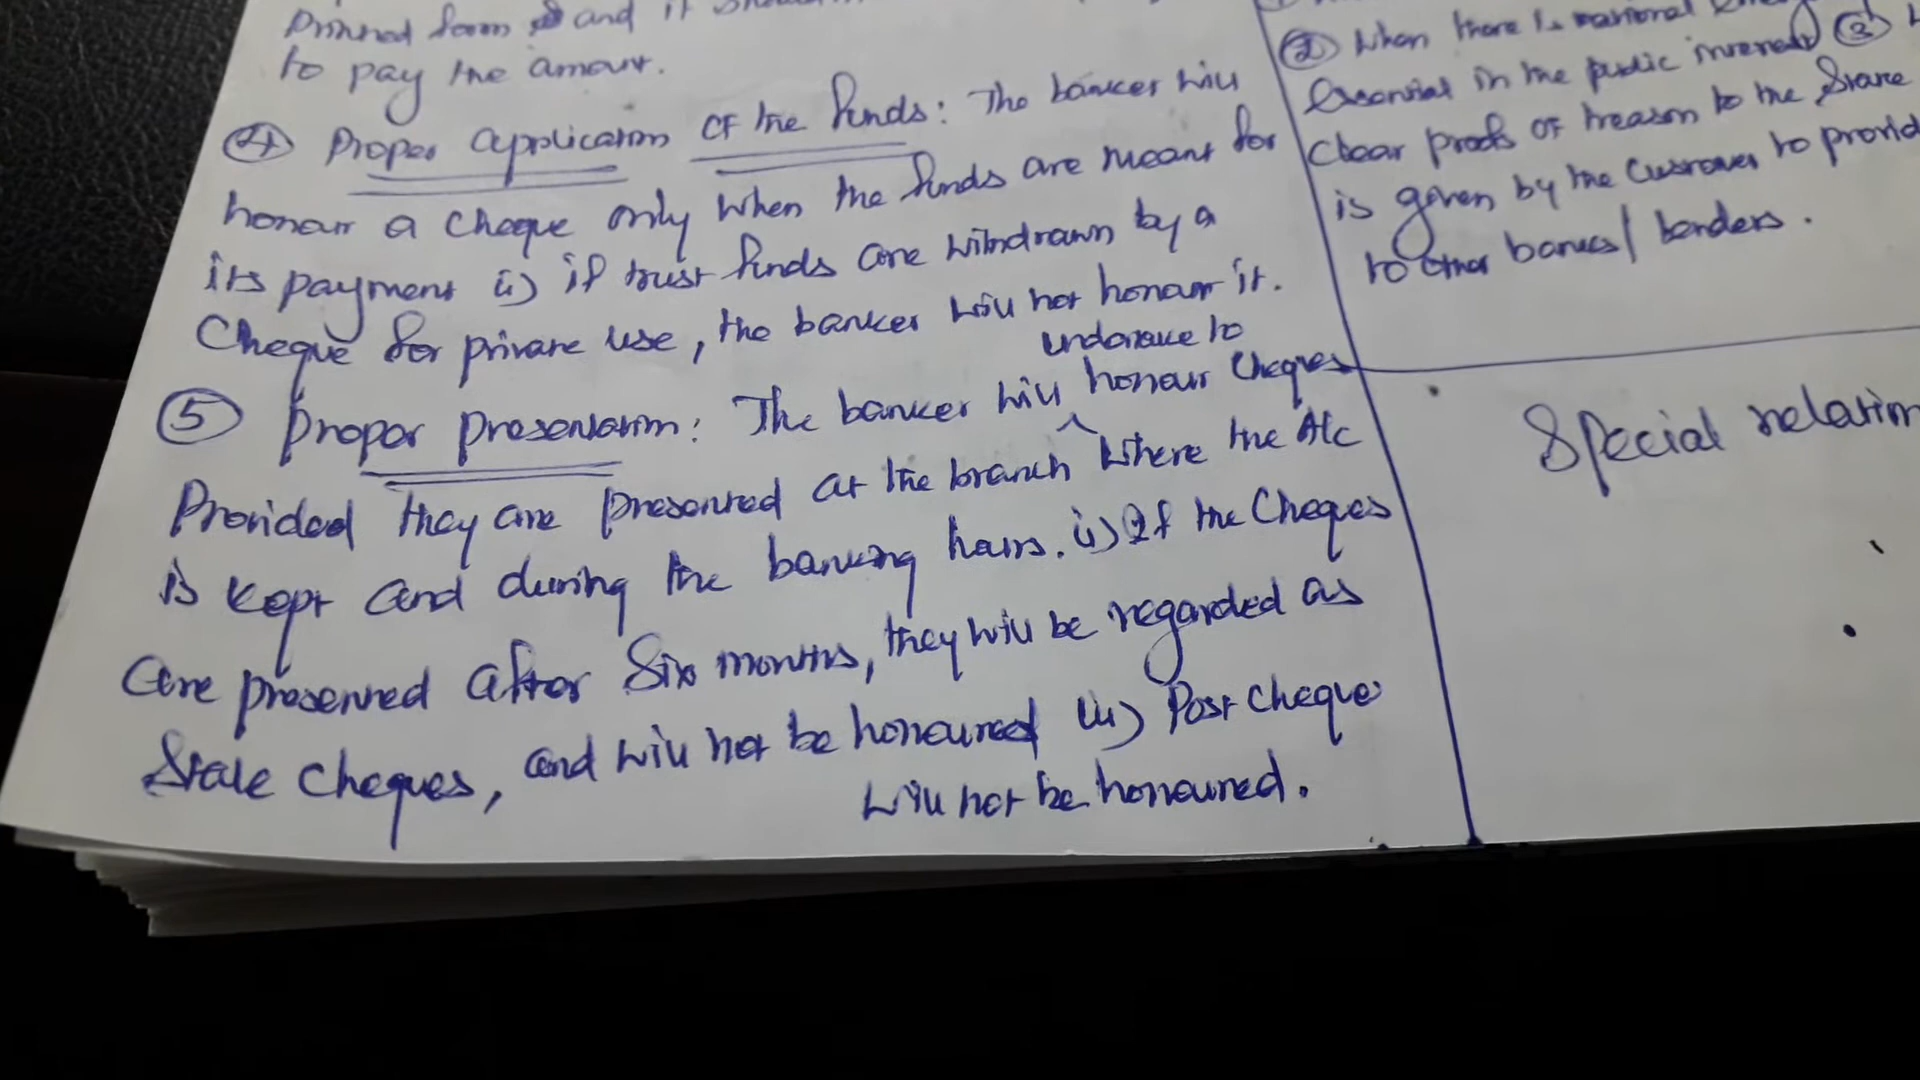 Printed form and it
to pay the amount.
④ Proper application of the funds: The banker will
honour a cheque only when the funds are meant for
its payment ii) if trust funds are withdrawn by a
Cheque for private use, the banker will not honour it.
undertake to
⑤ Proper presentation: The banker will ^ honour Cheques
Provided they are presented at the branch where the A/c
is kept and during the banking hours. ii) If the Cheques
are presented after Six months, they will be regarded as
Stale Cheques, and will not be honoured iii) Post cheque
will not be honoured.
② When there is national
Essential in the public interest ③
clear proofs of treason to the State
is given by the Customer to provid
to other banks/ lenders.
Special relation